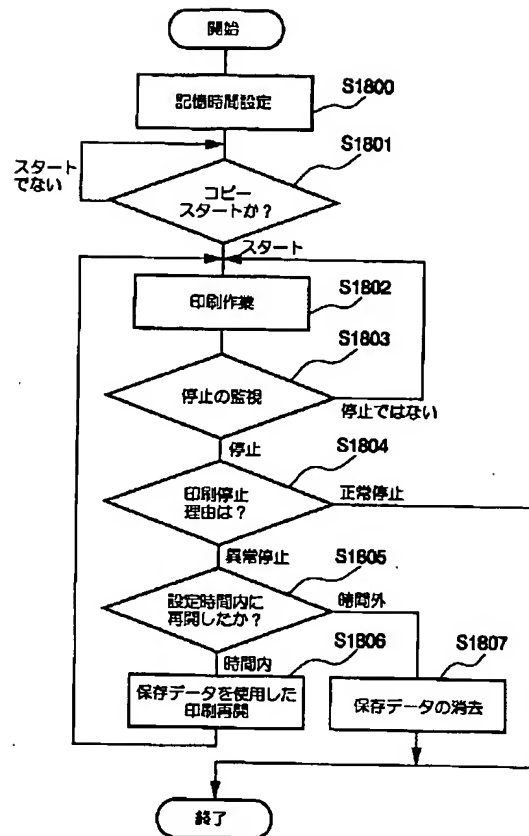 開始
S1800
記憶時間設定
S1801
スタート
でない
コピー
スタートか？
スタート
S1802
印刷作業
S1803
停止の監視
停止ではない
停止
S1804
印刷停止
理由は？
正常停止
異常停止
S1805
設定時間内に
再開したか？
時間外
時間内
S1806
S1807
保存データを使用した
印刷再開
保存データの消去
終了